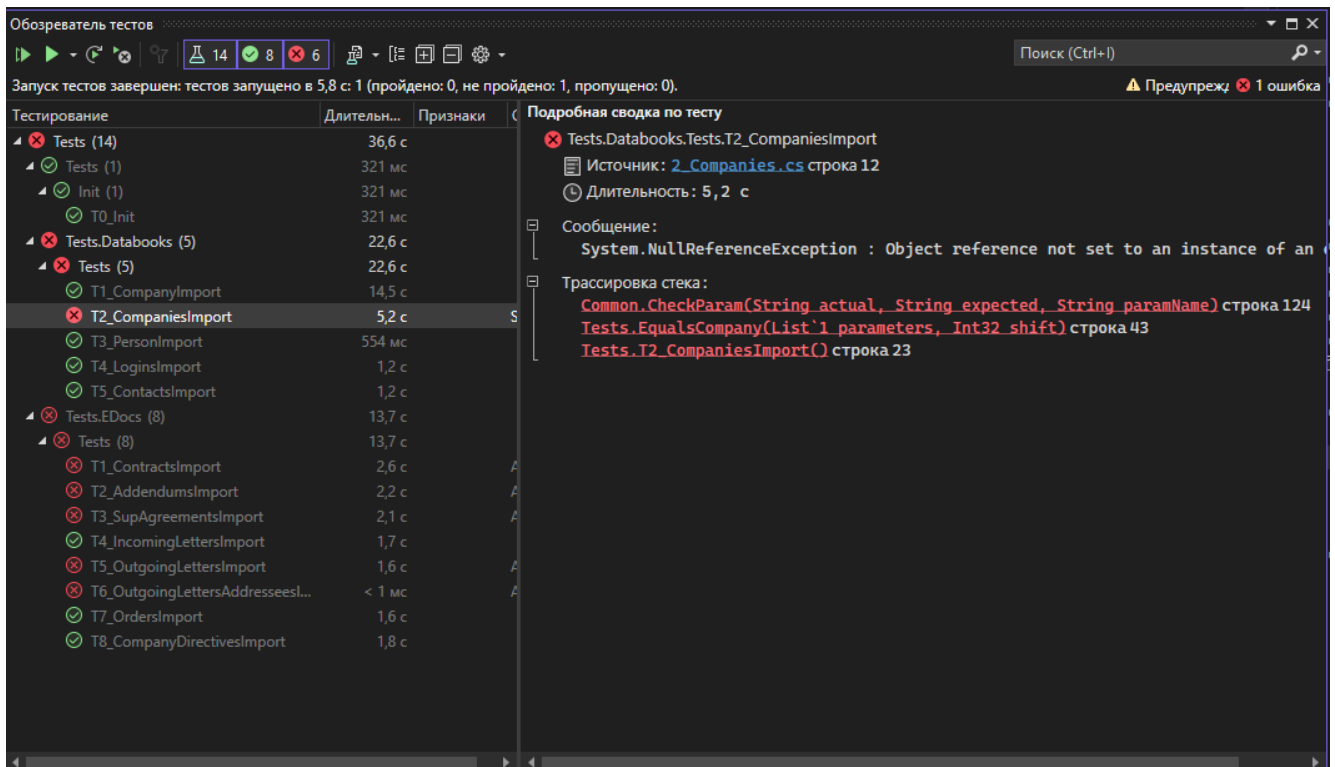 Обозреватель тестов
14 8 6 Поиск (Ctrl+I)
Запуск тестов завершен: тестов запущено в 5,8 с: 1 (пройдено: 0, не пройдено: 1, пропущено: 0). Предупреж 1 ошибка
Тестирование Длительн... Признаки
Tests (14) 36,6 с
Tests (1) 321 мс
Init (1) 321 мс
T0_Init 321 мс
Tests.Databooks (5) 22,6 с
Tests (5) 22,6 с
T1_CompanyImport 14,5 с
T2_CompaniesImport 5,2 с S
T3_PersonImport 554 мс
T4_LoginsImport 1,2 с
T5_ContactsImport 1,2 с
Tests.EDocs (8) 13,7 с
Tests (8) 13,7 с
T1_ContractsImport 2,6 с A
T2_AddendumsImport 2,2 с A
T3_SupAgreementsImport 2,1 с A
T4_IncomingLettersImport 1,7 с
T5_OutgoingLettersImport 1,6 с A
T6_OutgoingLettersAddresseesI... < 1 мс A
T7_OrdersImport 1,6 с
T8_CompanyDirectivesImport 1,8 с
Подробная сводка по тесту
Tests.Databooks.Tests.T2_CompaniesImport
Источник: 2_Companies.cs строка 12
Длительность: 5,2 с
Сообщение:
System.NullReferenceException : Object reference not set to an instance of an
Трассировка стека:
Common.CheckParam(String actual, String expected, String paramName) строка 124
Tests.EqualsCompany(List`1 parameters, Int32 shift) строка 43
Tests.T2_CompaniesImport() строка 23